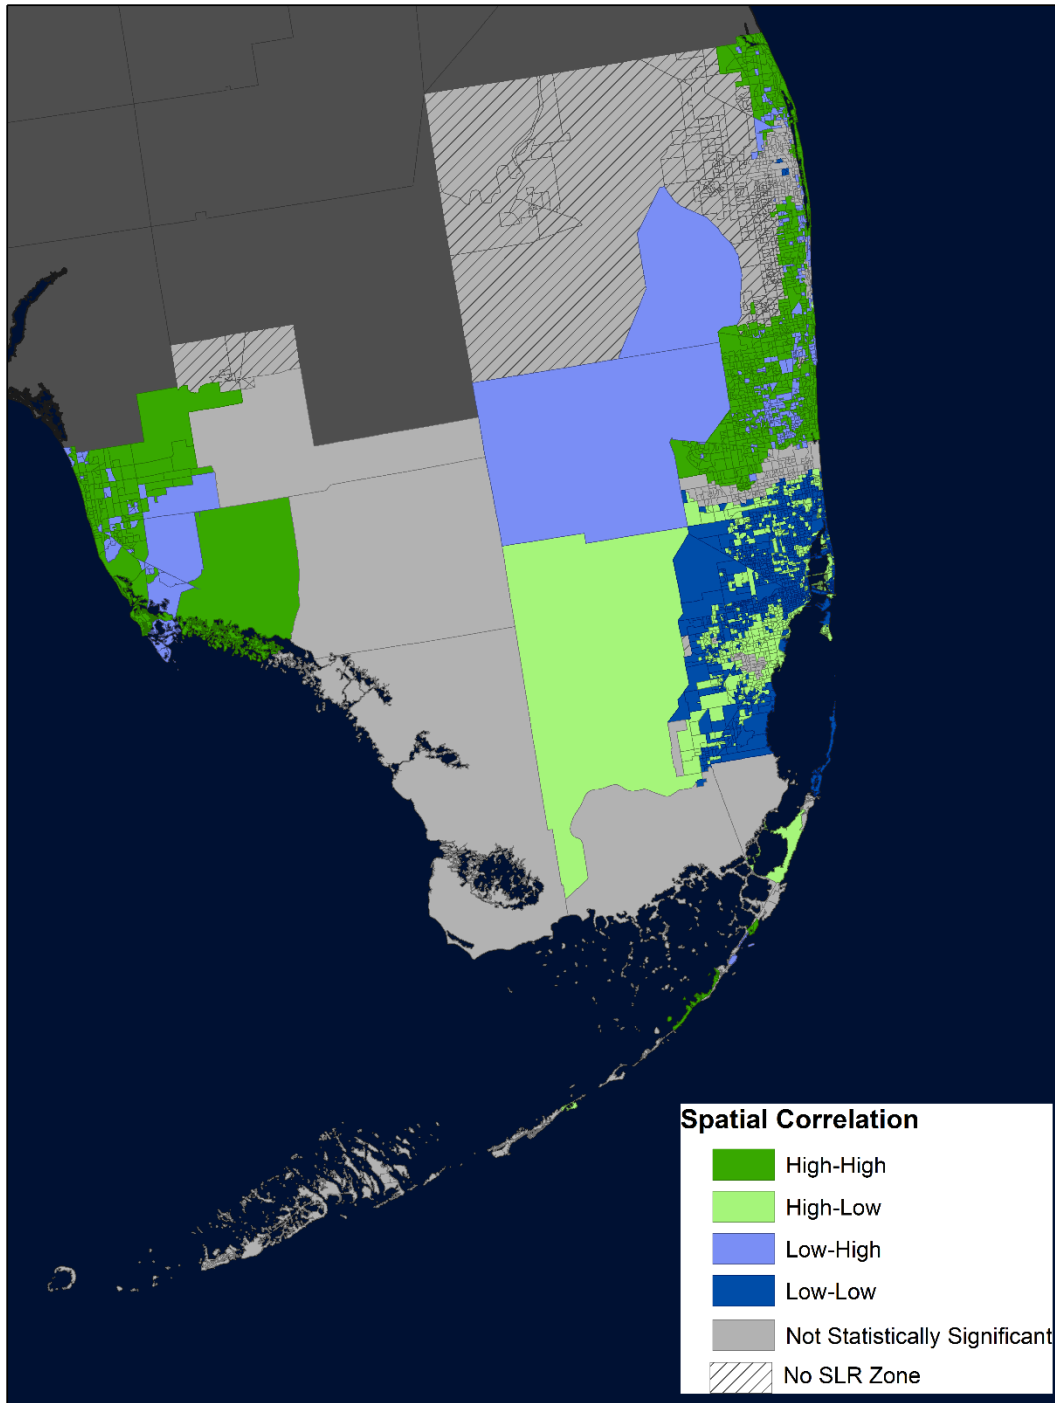 Spatial Correlation
High-High
High-Low
Low-High
Low-Low
Not Statistically Significant
No SLR Zone